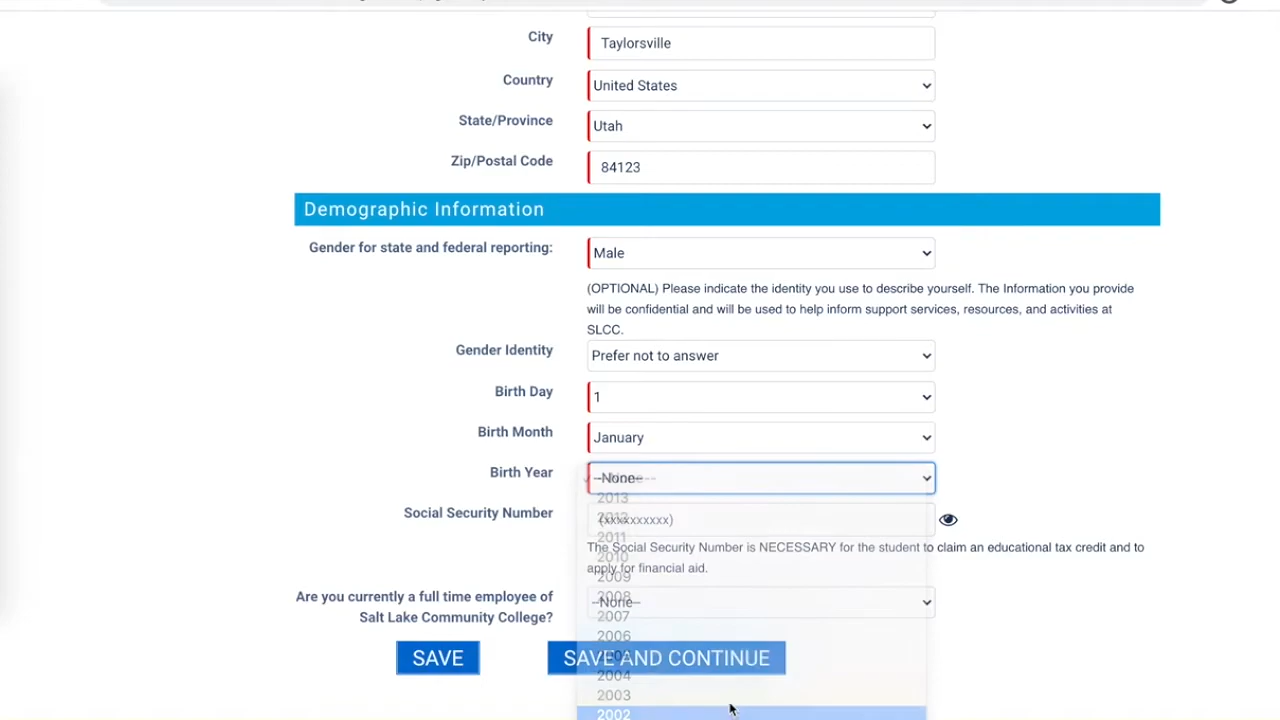 City
Taylorsville
Country
United States
State/Province
Utah
Zip/Postal Code
84123
Demographic Information
Gender for state and federal reporting:
Male
(OPTIONAL) Please indicate the identity you use to describe yourself. The Information you provide
will be confidential and will be used to help inform support services, resources, and activities at
SLCC.
Gender Identity
Prefer not to answer
Birth Day
1
Birth Month
January
Birth Year
--None--
2013
2012
2011
2010
2009
2008
2007
2006
2004
2003
2002
Social Security Number
(xxxxxxxxxx)
The Social Security Number is NECESSARY for the student to claim an educational tax credit and to
apply for financial aid.
Are you currently a full time employee of
Salt Lake Community College?
--None--
SAVE
SAVE AND CONTINUE